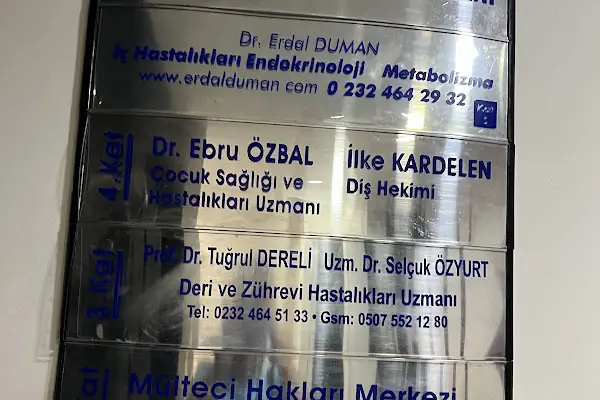 Dr. Erdal DUMAN
İç Hastalıkları Endokrinoloji Metabolizma
www.erdalduman com 0 232 464 29 32
4.Kat
Dr. Ebru ÖZBAL
Çocuk Sağlığı ve
Hastalıkları Uzmanı
İlke KARDELEN
Diş Hekimi
3.Kat
Prof. Dr. Tuğrul DERELİ Uzm. Dr. Selçuk ÖZYURT
Deri ve Zührevi Hastalıkları Uzmanı
Tel: 0232 464 51 33 • Gsm: 0507 552 12 80
Mülteci Hakları Merkezi